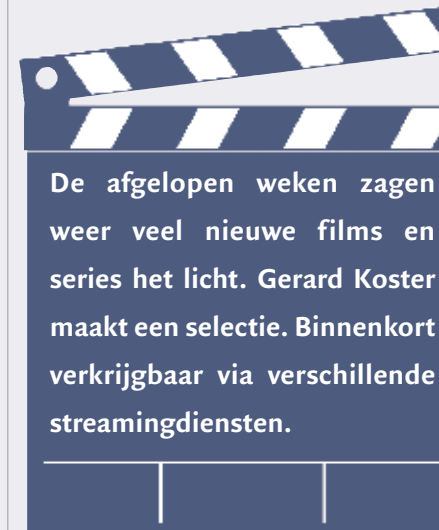 De afgelopen weken zagen
weer veel nieuwe films en
series het licht. Gerard Koster
maakt een selectie. Binnenkort
verkrijgbaar via verschillende
streamingdiensten.